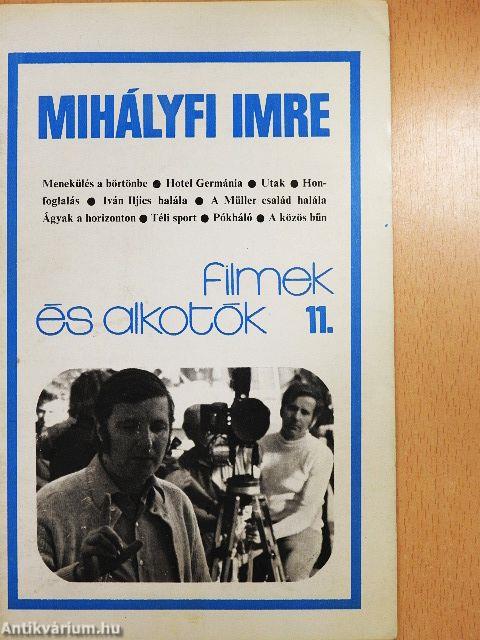 MIHÁLYFI IMRE
Menekülés a börtönbe ● Hotel Germánia ● Utak ● Hon-
foglalás ● Iván Iljics halála ● A Müller család halála
Ágyak a horizonton ● Téli sport ● Pókháló ● A közös bűn
filmek
és alkotók 11.
Antikvárium.hu